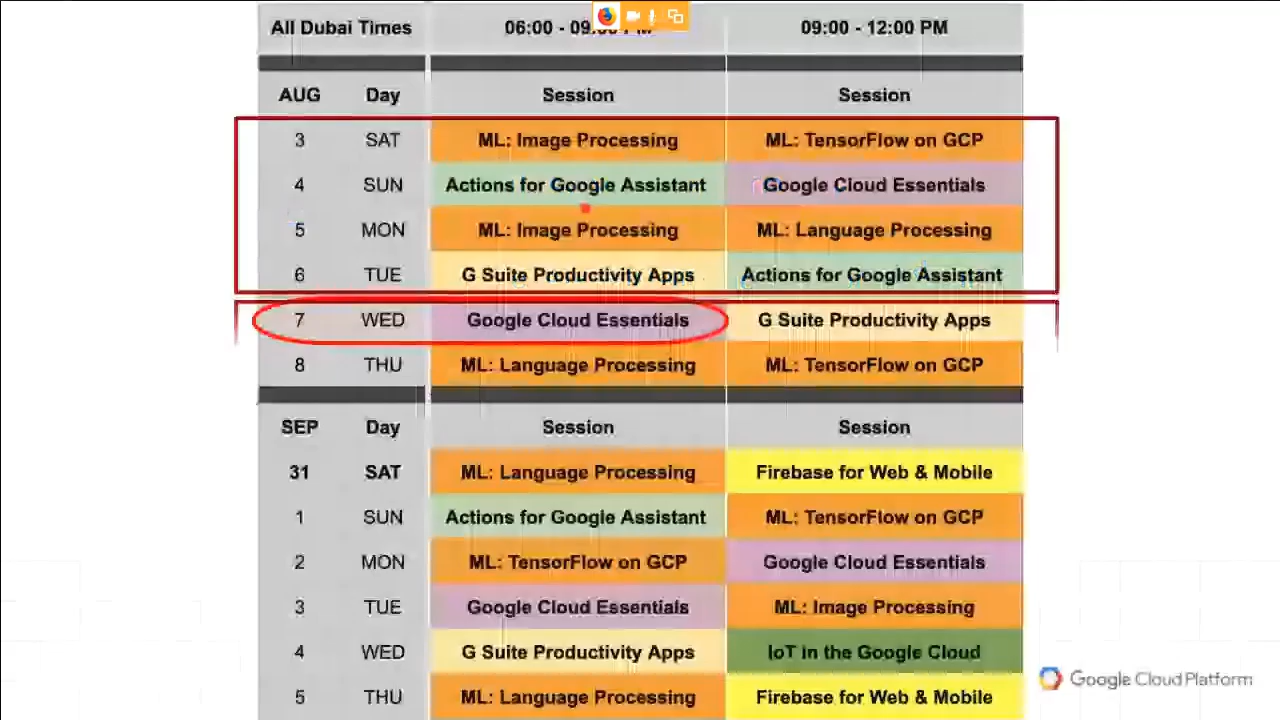 All Dubai Times 06:00 - 09:00 PM 09:00 - 12:00 PM
AUG Day Session Session
3 SAT ML: Image Processing ML: TensorFlow on GCP
4 SUN Actions for Google Assistant Google Cloud Essentials
5 MON ML: Image Processing ML: Language Processing
6 TUE G Suite Productivity Apps Actions for Google Assistant
7 WED Google Cloud Essentials G Suite Productivity Apps
8 THU ML: Language Processing ML: TensorFlow on GCP
SEP Day Session Session
31 SAT ML: Language Processing Firebase for Web & Mobile
1 SUN Actions for Google Assistant ML: TensorFlow on GCP
2 MON ML: TensorFlow on GCP Google Cloud Essentials
3 TUE Google Cloud Essentials ML: Image Processing
4 WED G Suite Productivity Apps IoT in the Google Cloud
5 THU ML: Language Processing Firebase for Web & Mobile
Google Cloud Platform